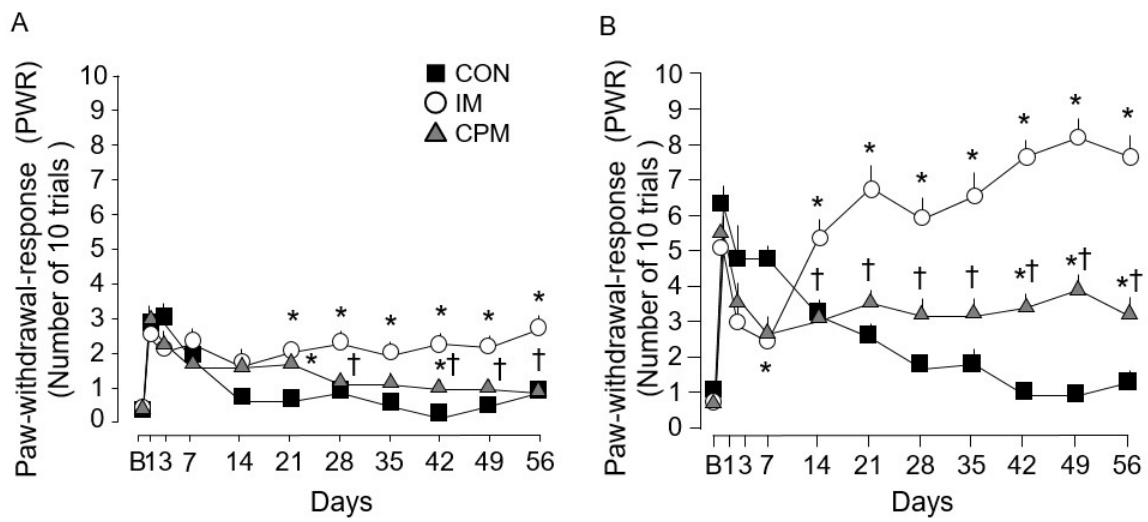 A
Paw-withdrawal-response (PWR)
(Number of 10 trials )
10
9
8
7
6
5
4
3
2
1
0
CON
IM
CPM
* * * * * *
* † *† † †
B13 7 14 21 28 35 42 49 56
Days
B
Paw-withdrawal-response (PWR)
(Number of 10 trials )
10
9
8
7
6
5
4
3
2
1
0
* * * * * * *
† † † † *† *† *†
*
B13 7 14 21 28 35 42 49 56
Days